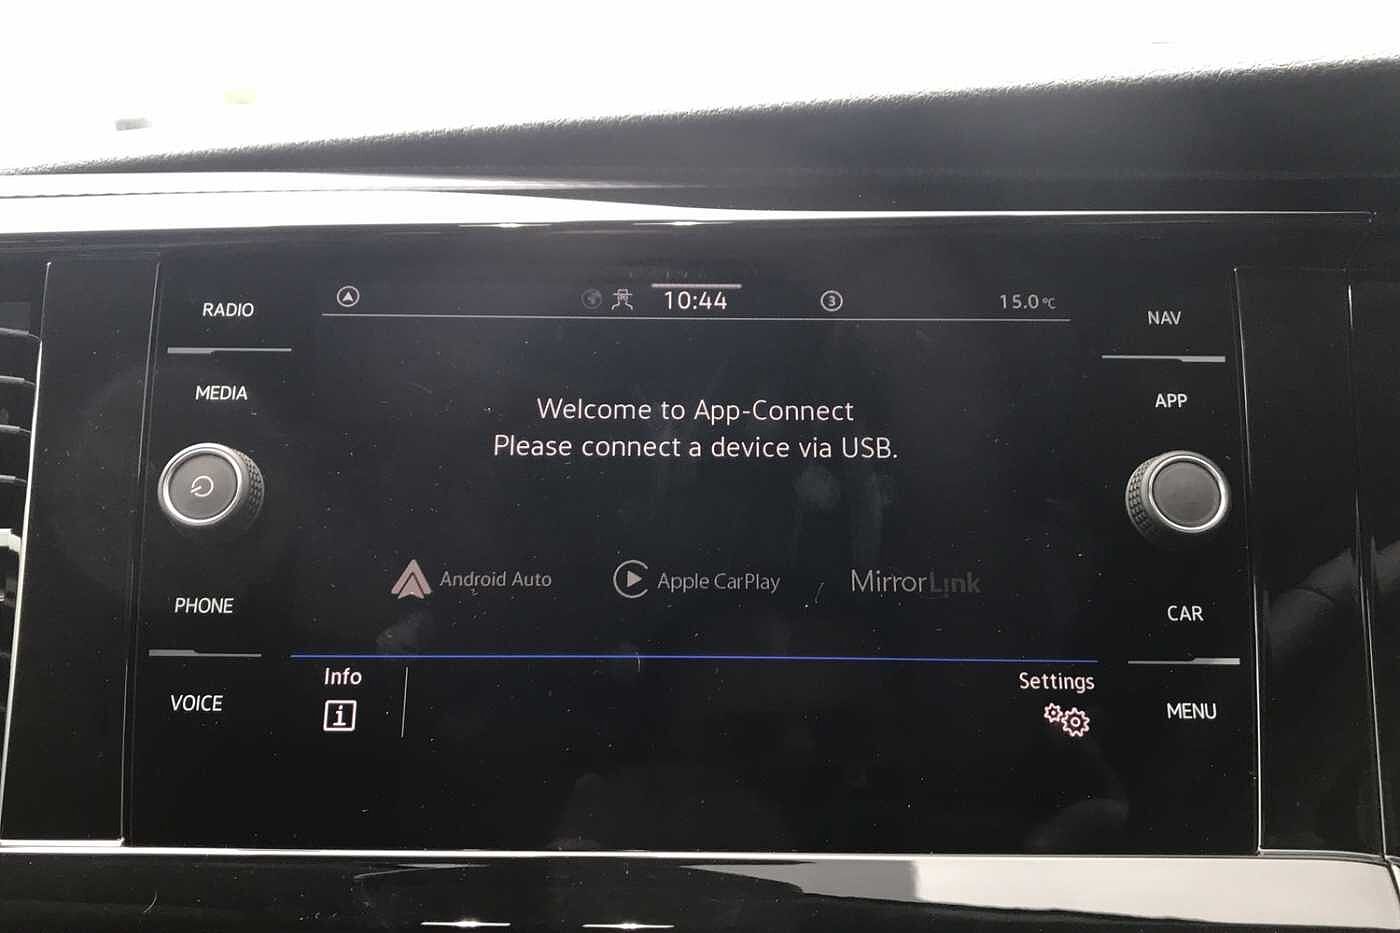 RADIO
MEDIA
PHONE
VOICE
10:44
3
15.0°C
Welcome to App-Connect
Please connect a device via USB.
Android Auto
Apple CarPlay
MirrorLink
Info
i
Settings
NAV
APP
CAR
MENU